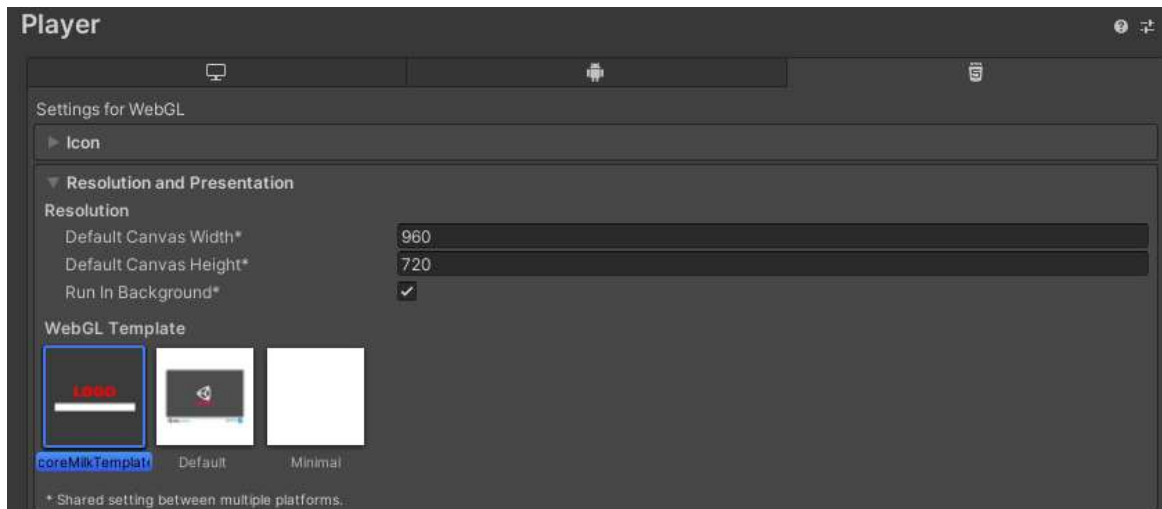 Player
Settings for WebGL
Icon
Resolution and Presentation
Resolution
Default Canvas Width* 960
Default Canvas Height* 720
Run In Background*
WebGL Template
LOGO
coreMilkTemplate Default Minimal
* Shared setting between multiple platforms.